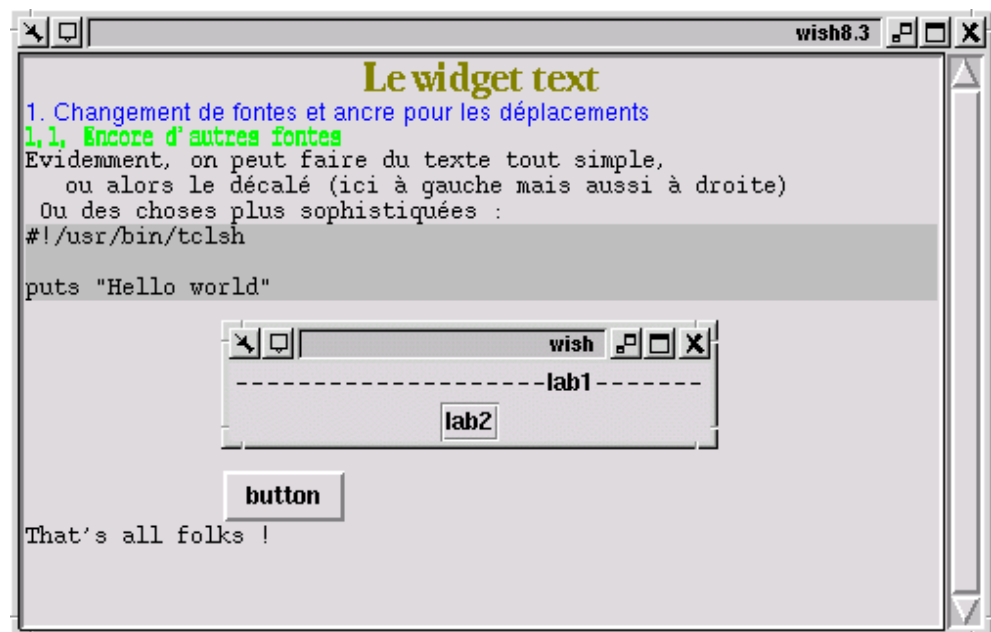 wish8.3
Le widget text
1. Changement de fontes et ancre pour les déplacements
1.1. Encore d'autres fontes
Evidemment, on peut faire du texte tout simple,
ou alors le décalé (ici à gauche mais aussi à droite)
Ou des choses plus sophistiquées :
#!/usr/bin/tclsh
puts "Hello world"
wish
--------------------lab1-------
lab2
button
That's all folks !